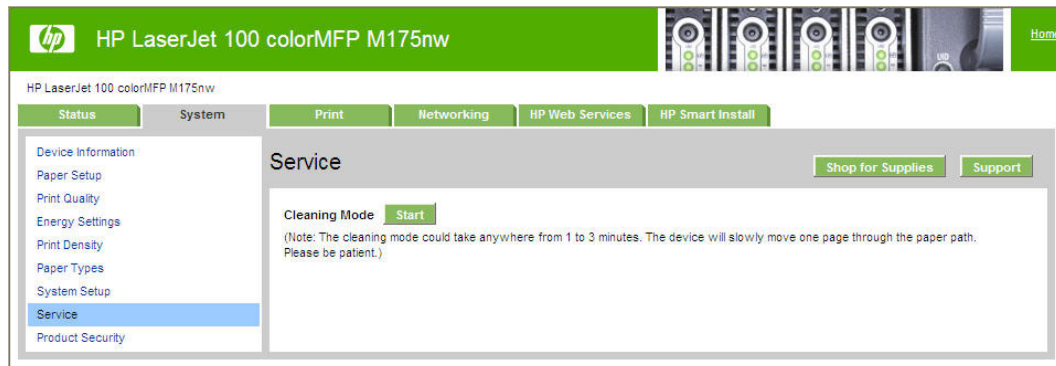 hp
HP LaserJet 100 colorMFP M175nw
Home
UID
HP LaserJet 100 colorMFP M175nw
Status System Print Networking HP Web Services HP Smart Install
Device Information
Paper Setup
Print Quality
Energy Settings
Print Density
Paper Types
System Setup
Service
Product Security
Service
Shop for Supplies Support
Cleaning Mode Start
(Note: The cleaning mode could take anywhere from 1 to 3 minutes. The device will slowly move one page through the paper path.
Please be patient.)